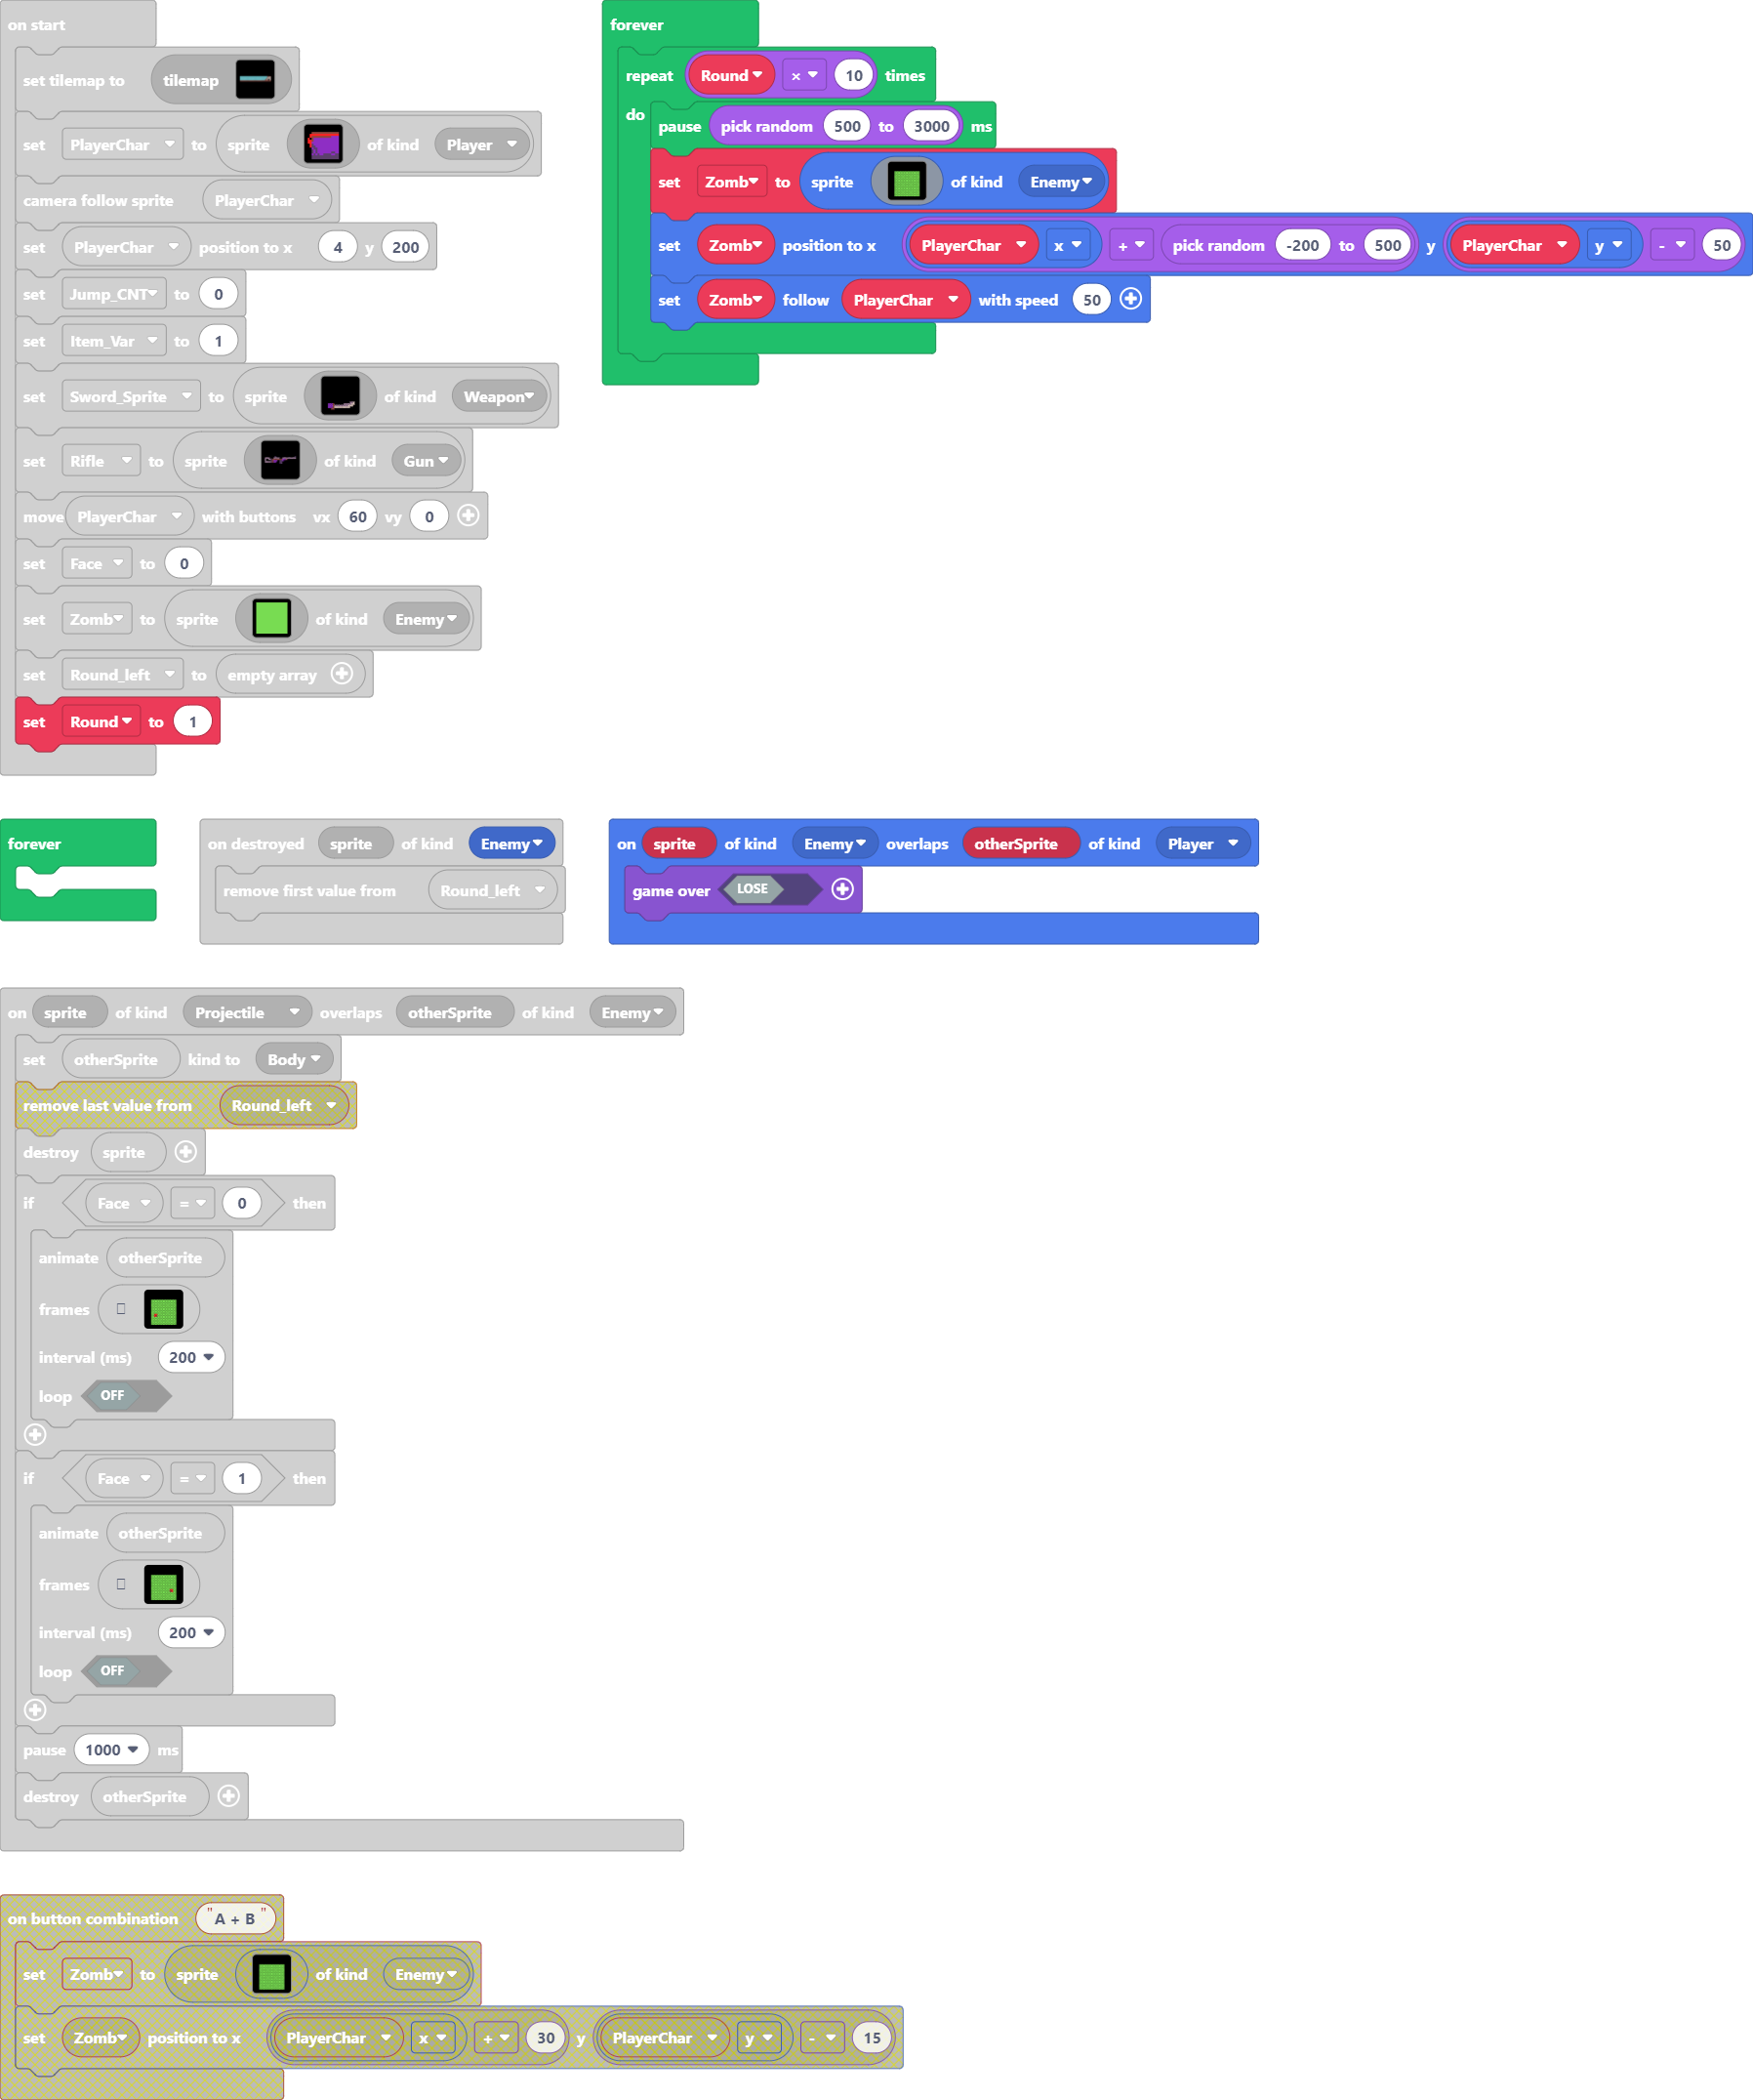 on start
set tilemap to tilemap
set PlayerChar to sprite of kind Player
camera follow sprite PlayerChar
set PlayerChar position to x 4 y 200
set Jump_CNT to 0
set Item_Var to 1
set Sword_Sprite to sprite of kind Weapon
set Rifle to sprite of kind Gun
move PlayerChar with buttons vx 60 vy 0
set Face to 0
set Zomb to sprite of kind Enemy
set Round_left to empty array
set Round to 1
forever
repeat Round x 10 times
do
pause pick random 500 to 3000 ms
set Zomb to sprite of kind Enemy
set Zomb position to x PlayerChar x + pick random -200 to 500 y PlayerChar y - 50
set Zomb follow PlayerChar with speed 50
forever
on destroyed sprite of kind Enemy
remove first value from Round_left
on sprite of kind Enemy overlaps otherSprite of kind Player
game over LOSE
on sprite of kind Projectile overlaps otherSprite of kind Enemy
set otherSprite kind to Body
remove last value from Round_left
destroy sprite
if Face = 0 then
animate otherSprite
frames
interval (ms) 200
loop OFF
if Face = 1 then
animate otherSprite
frames
interval (ms) 200
loop OFF
pause 1000 ms
destroy otherSprite
on button combination "A + B"
set Zomb to sprite of kind Enemy
set Zomb position to x PlayerChar x + 30 y PlayerChar y - 15